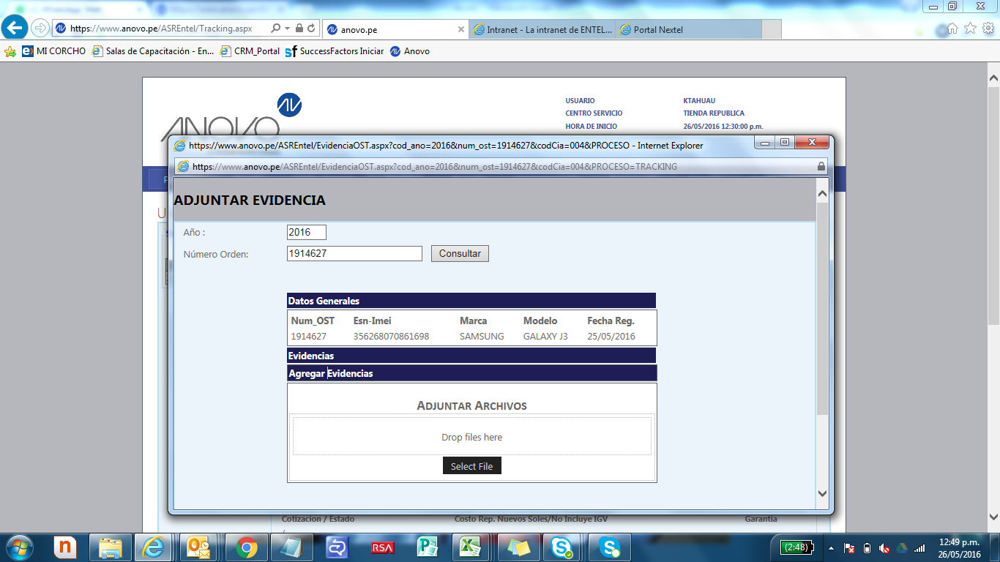 https://www.anovo.pe/ASREntel/Tracking.aspx
anovo.pe
Intranet - La intranet de ENTEL...
Portal Nextel
MI CORCHO
Salas de Capacitación - En...
CRM_Portal
SuccessFactors Iniciar
Anovo
ANOVO
USUARIO KTAHUAU
CENTRO SERVICIO TIENDA REPUBLICA
HORA DE INICIO 26/05/2016 12:30:00 p.m.
https://www.anovo.pe/ASREntel/EvidenciaOST.aspx?cod_ano=2016&num_ost=1914627&codCia=004&PROCESO - Internet Explorer
https://www.anovo.pe/ASREntel/EvidenciaOST.aspx?cod_ano=2016&num_ost=1914627&codCia=004&PROCESO=TRACKING
ADJUNTAR EVIDENCIA
Año : 2016
Número Orden: 1914627 Consultar
Datos Generales
Num_OST Esn-Imei Marca Modelo Fecha Reg.
1914627 356268070861698 SAMSUNG GALAXY J3 25/05/2016
Evidencias
Agregar Evidencias
ADJUNTAR ARCHIVOS
Drop files here
Select File
Cotizacion / Estado Costo Rep. Nuevos Soles/No Incluye IGV Garantia
n
RSA
(2:48)
12:49 p.m.
26/05/2016